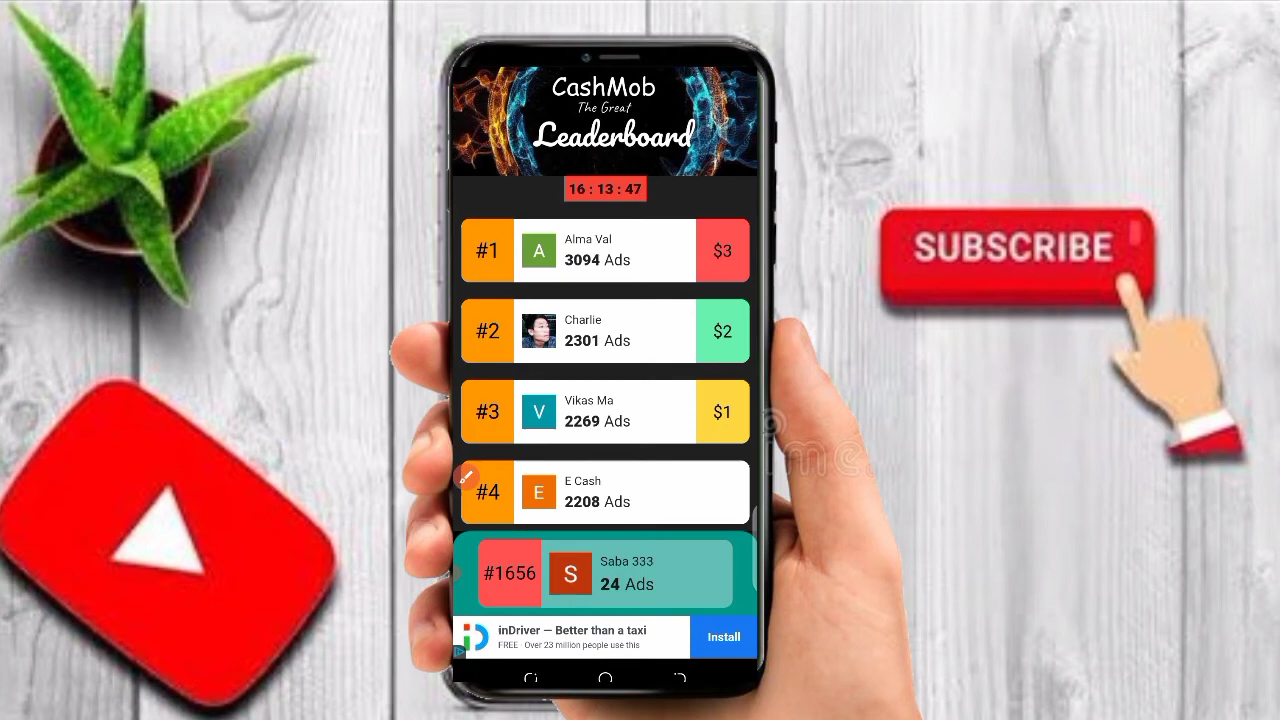 CashMob
The Great
Leaderboard
16 : 13 : 47
#1
A
Alma Val
3094 Ads
$3
#2
Charlie
2301 Ads
$2
#3
V
Vikas Ma
2269 Ads
$1
#4
E
E Cash
2208 Ads
#1656
S
Saba 333
24 Ads
inDriver — Better than a taxi
FREE · Over 23 million people use this
Install
SUBSCRIBE